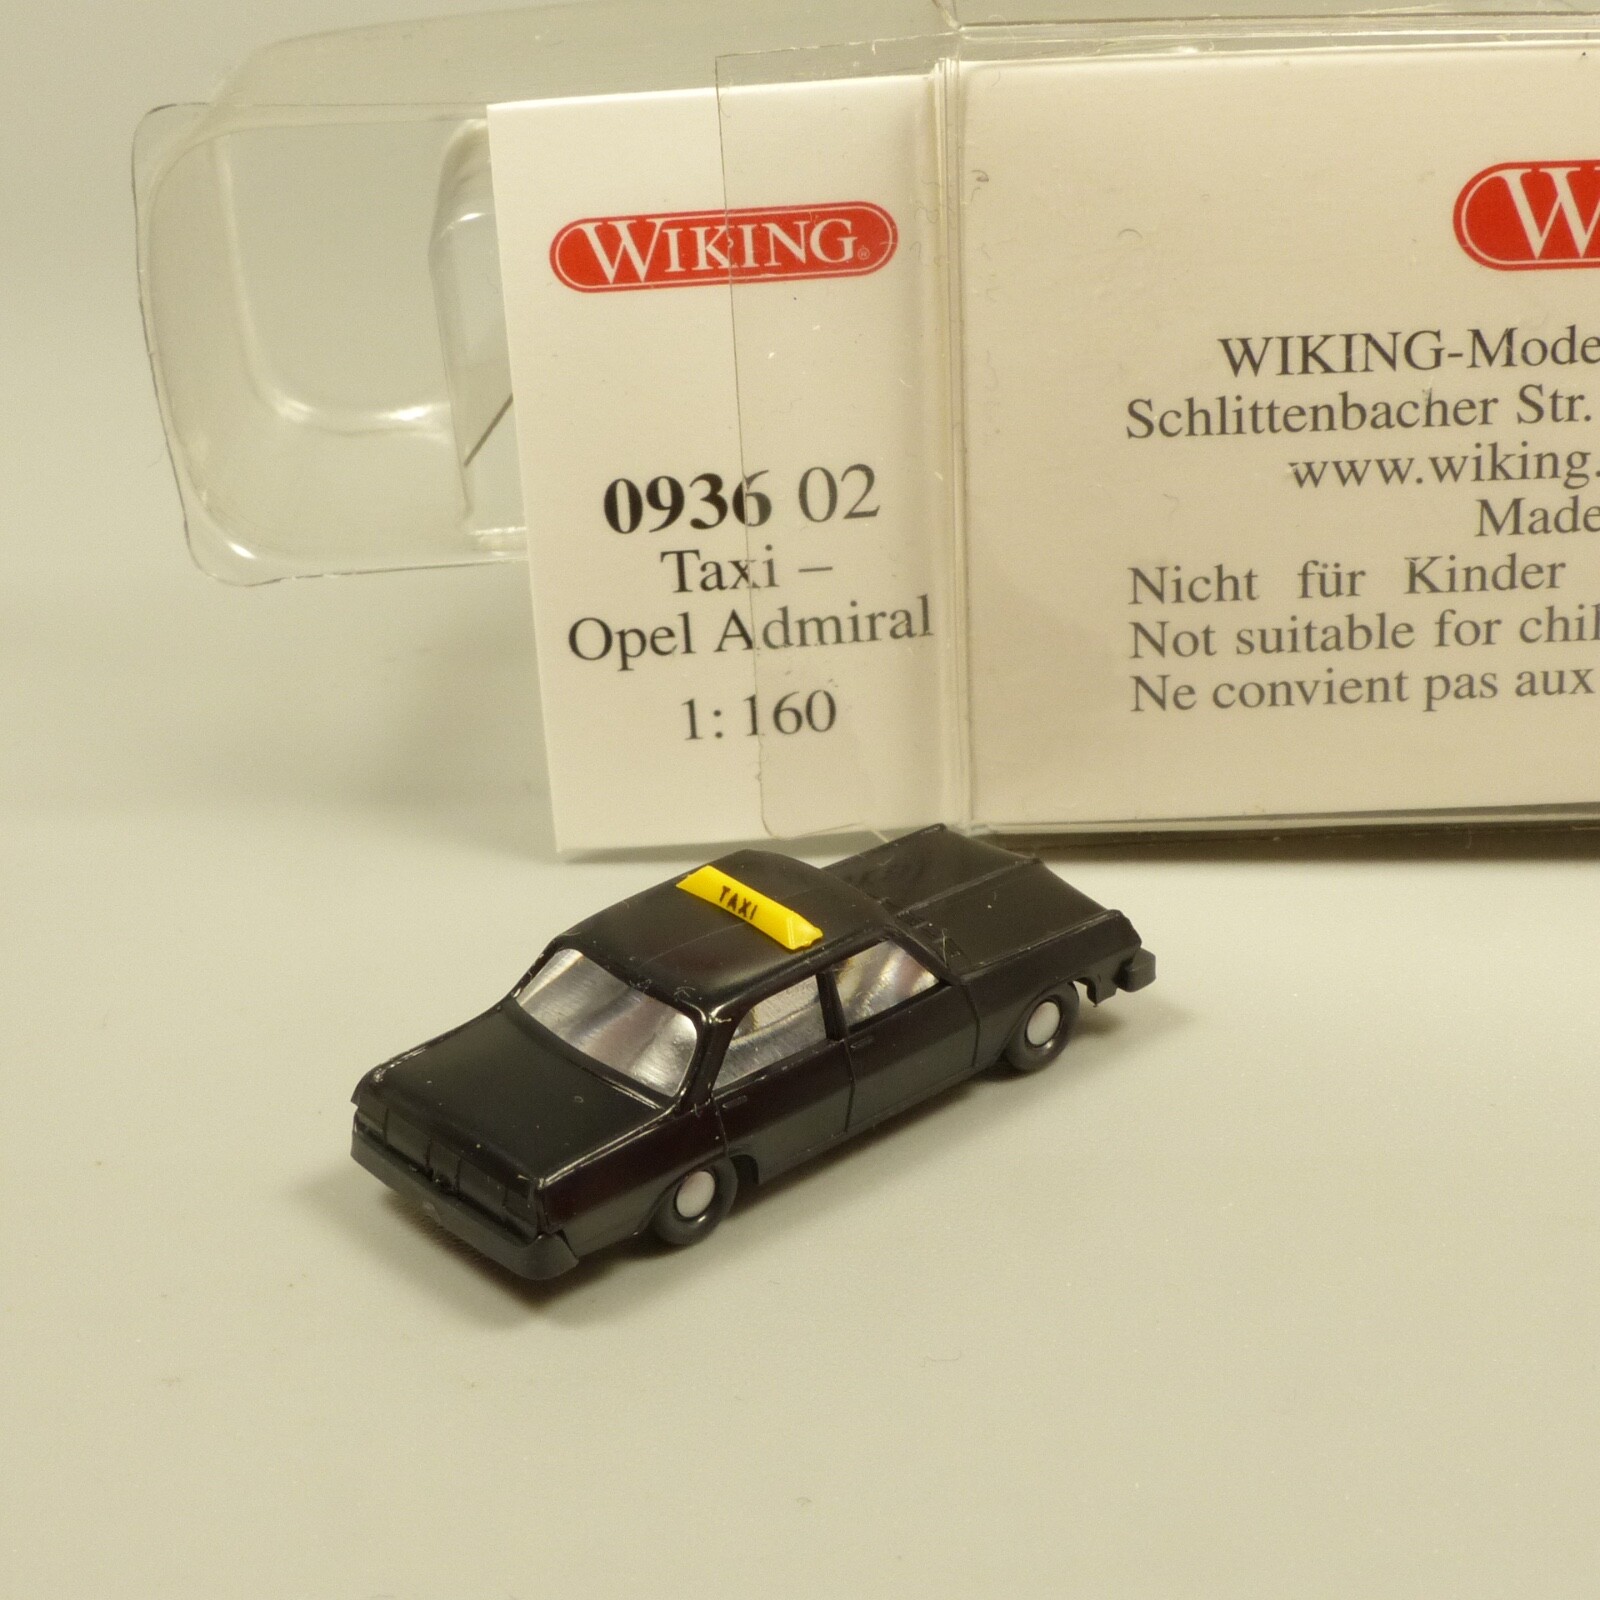 WIKING®
0936 02
Taxi –
Opel Admiral
1:160
W
WIKING-Mode
Schlittenbacher Str.
www.wiking.
Made
Nicht für Kinder
Not suitable for chil
Ne convient pas aux
TAXI